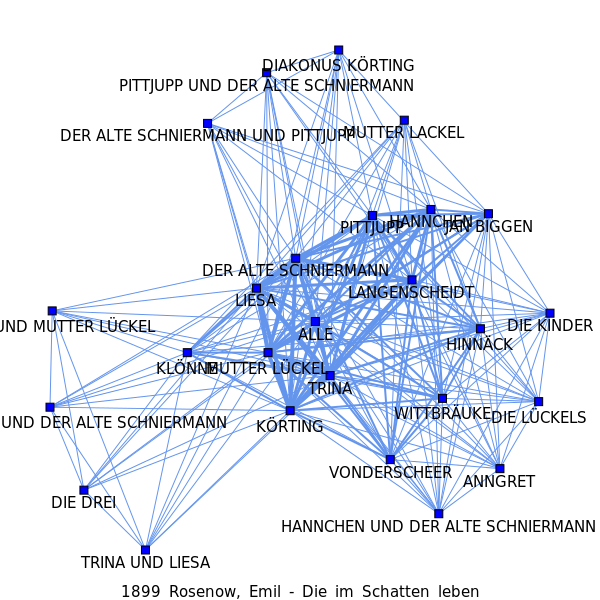 DIAKONUS KÖRTING
PITTJUPP UND DER ALTE SCHNIERMANN
DER ALTE SCHNIERMANN UND PITTJUPP
MUTTER LACKEL
PITTJUPP
HANNCHEN
JAN BIGGEN
DER ALTE SCHNIERMANN
LANGENSCHEIDT
LIESA
UND MUTTER LÜCKEL
ALLE
DIE KINDER
HINNÄCK
KLÖNNE
MUTTER LÜCKEL
TRINA
UND DER ALTE SCHNIERMANN
KÖRTING
WITTBRÄUKE
DIE LÜCKELS
VONDERSCHEER
ANNGRET
DIE DREI
HANNCHEN UND DER ALTE SCHNIERMANN
TRINA UND LIESA
1899 Rosenow, Emil - Die im Schatten leben